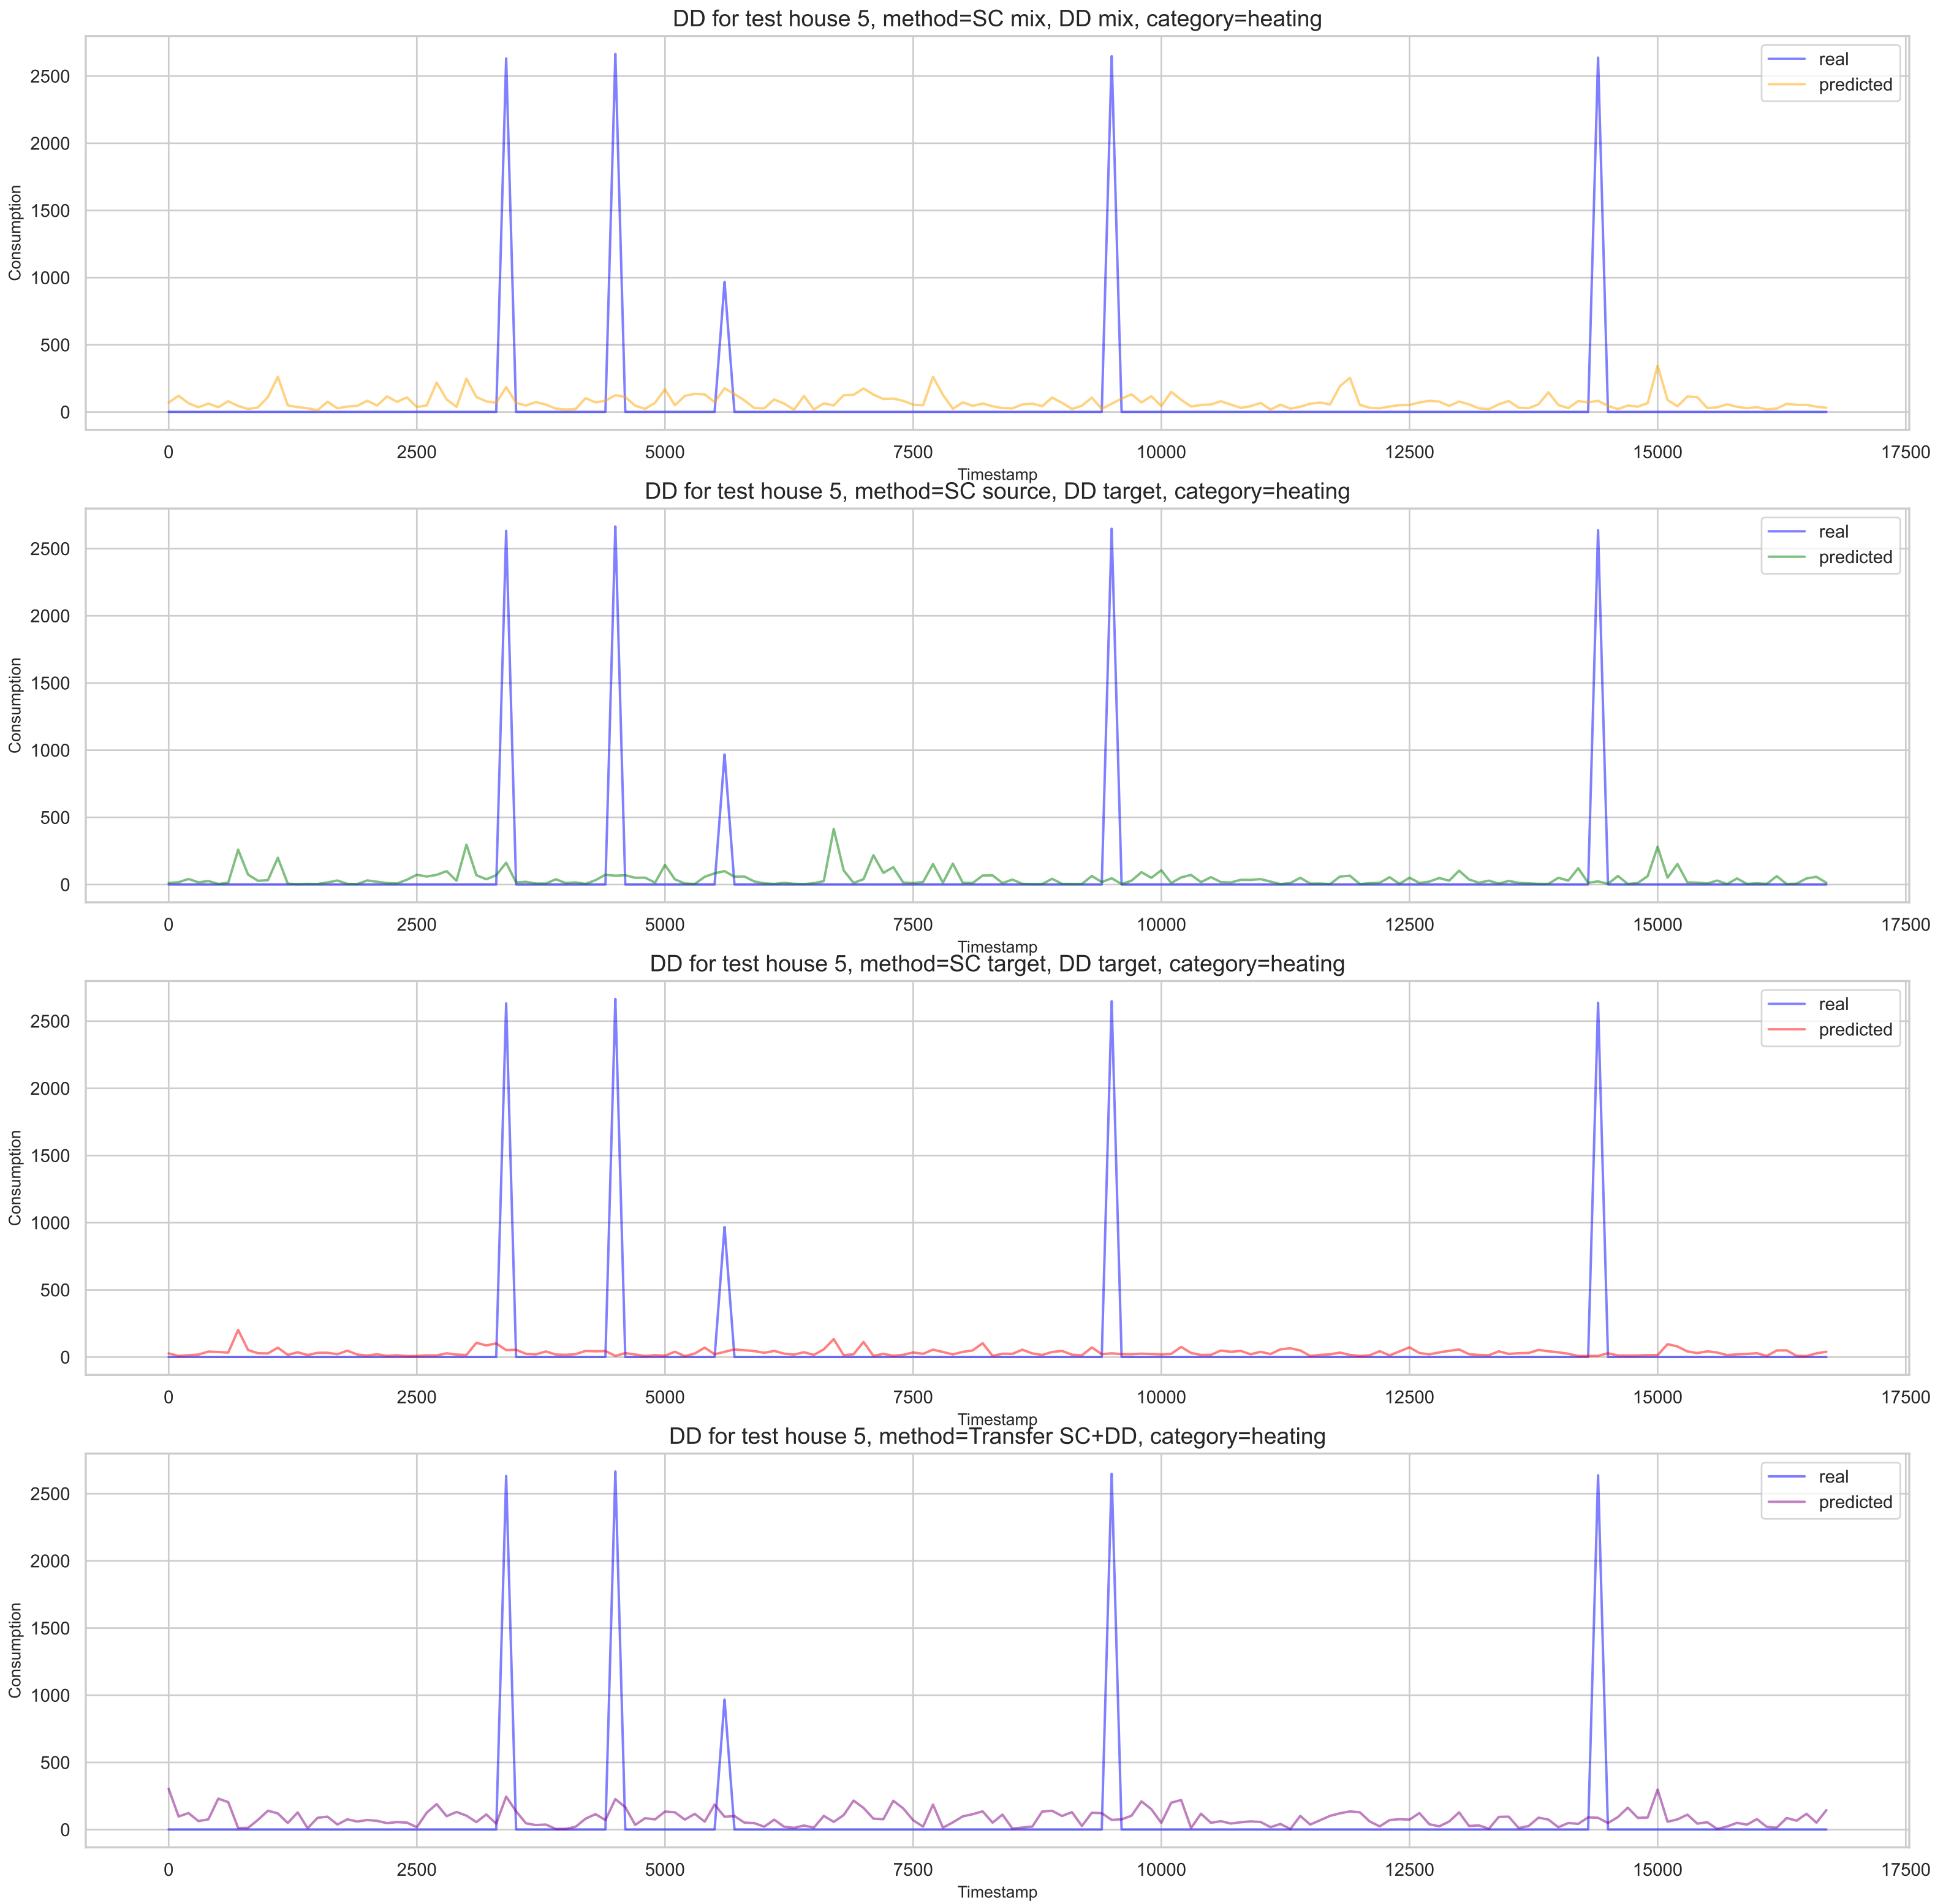 DD for test house 5, method=SC mix, DD mix, category=heating
real
predicted
2500
2000
1500
1000
500
0
Consumption
0 2500 5000 7500 10000 12500 15000 17500
Timestamp
DD for test house 5, method=SC source, DD target, category=heating
real
predicted
2500
2000
1500
1000
500
0
Consumption
0 2500 5000 7500 10000 12500 15000 17500
Timestamp
DD for test house 5, method=SC target, DD target, category=heating
real
predicted
2500
2000
1500
1000
500
0
Consumption
0 2500 5000 7500 10000 12500 15000 17500
Timestamp
DD for test house 5, method=Transfer SC+DD, category=heating
real
predicted
2500
2000
1500
1000
500
0
Consumption
0 2500 5000 7500 10000 12500 15000 17500
Timestamp